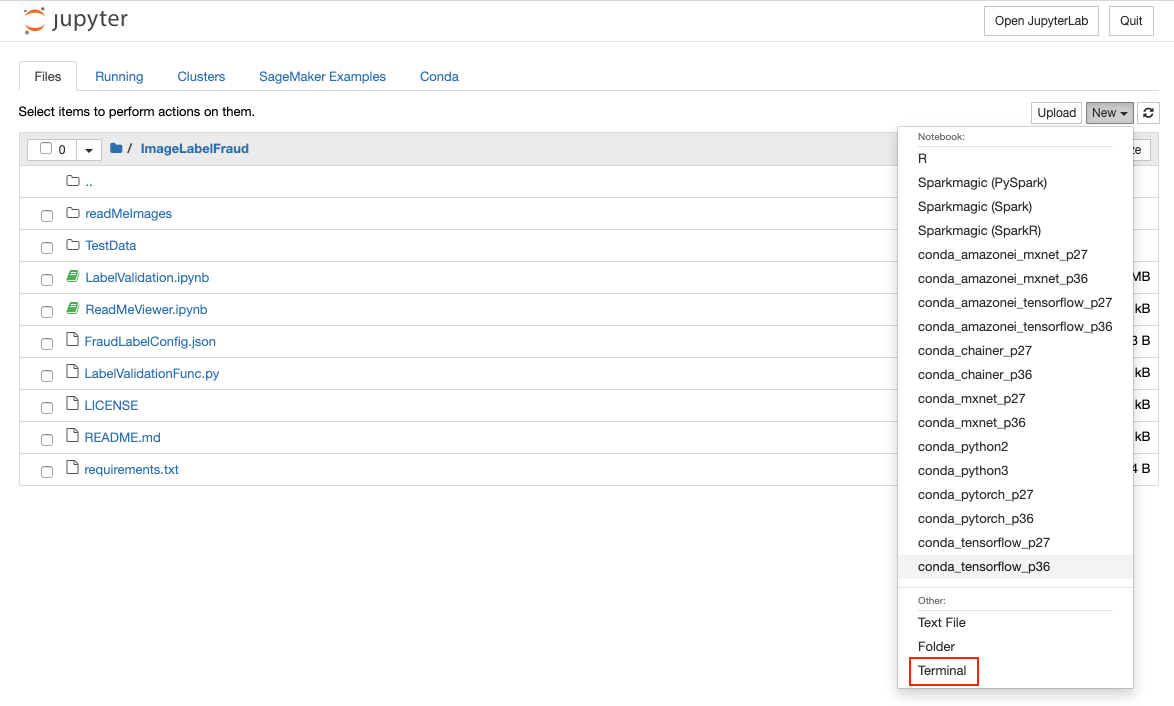 jupyter
Open JupyterLab
Quit
Files
Running
Clusters
SageMaker Examples
Conda
Select items to perform actions on them.
Upload
New
0
/
ImageLabelFraud
..
readMeImages
TestData
LabelValidation.ipynb
MB
ReadMeViewer.ipynb
kB
FraudLabelConfig.json
B
LabelValidationFunc.py
kB
LICENSE
kB
README.md
kB
requirements.txt
4 B
Notebook:
R
Sparkmagic (PySpark)
Sparkmagic (Spark)
Sparkmagic (SparkR)
conda_amazonei_mxnet_p27
conda_amazonei_mxnet_p36
conda_amazonei_tensorflow_p27
conda_amazonei_tensorflow_p36
conda_chainer_p27
conda_chainer_p36
conda_mxnet_p27
conda_mxnet_p36
conda_python2
conda_python3
conda_pytorch_p27
conda_pytorch_p36
conda_tensorflow_p27
conda_tensorflow_p36
Other:
Text File
Folder
Terminal